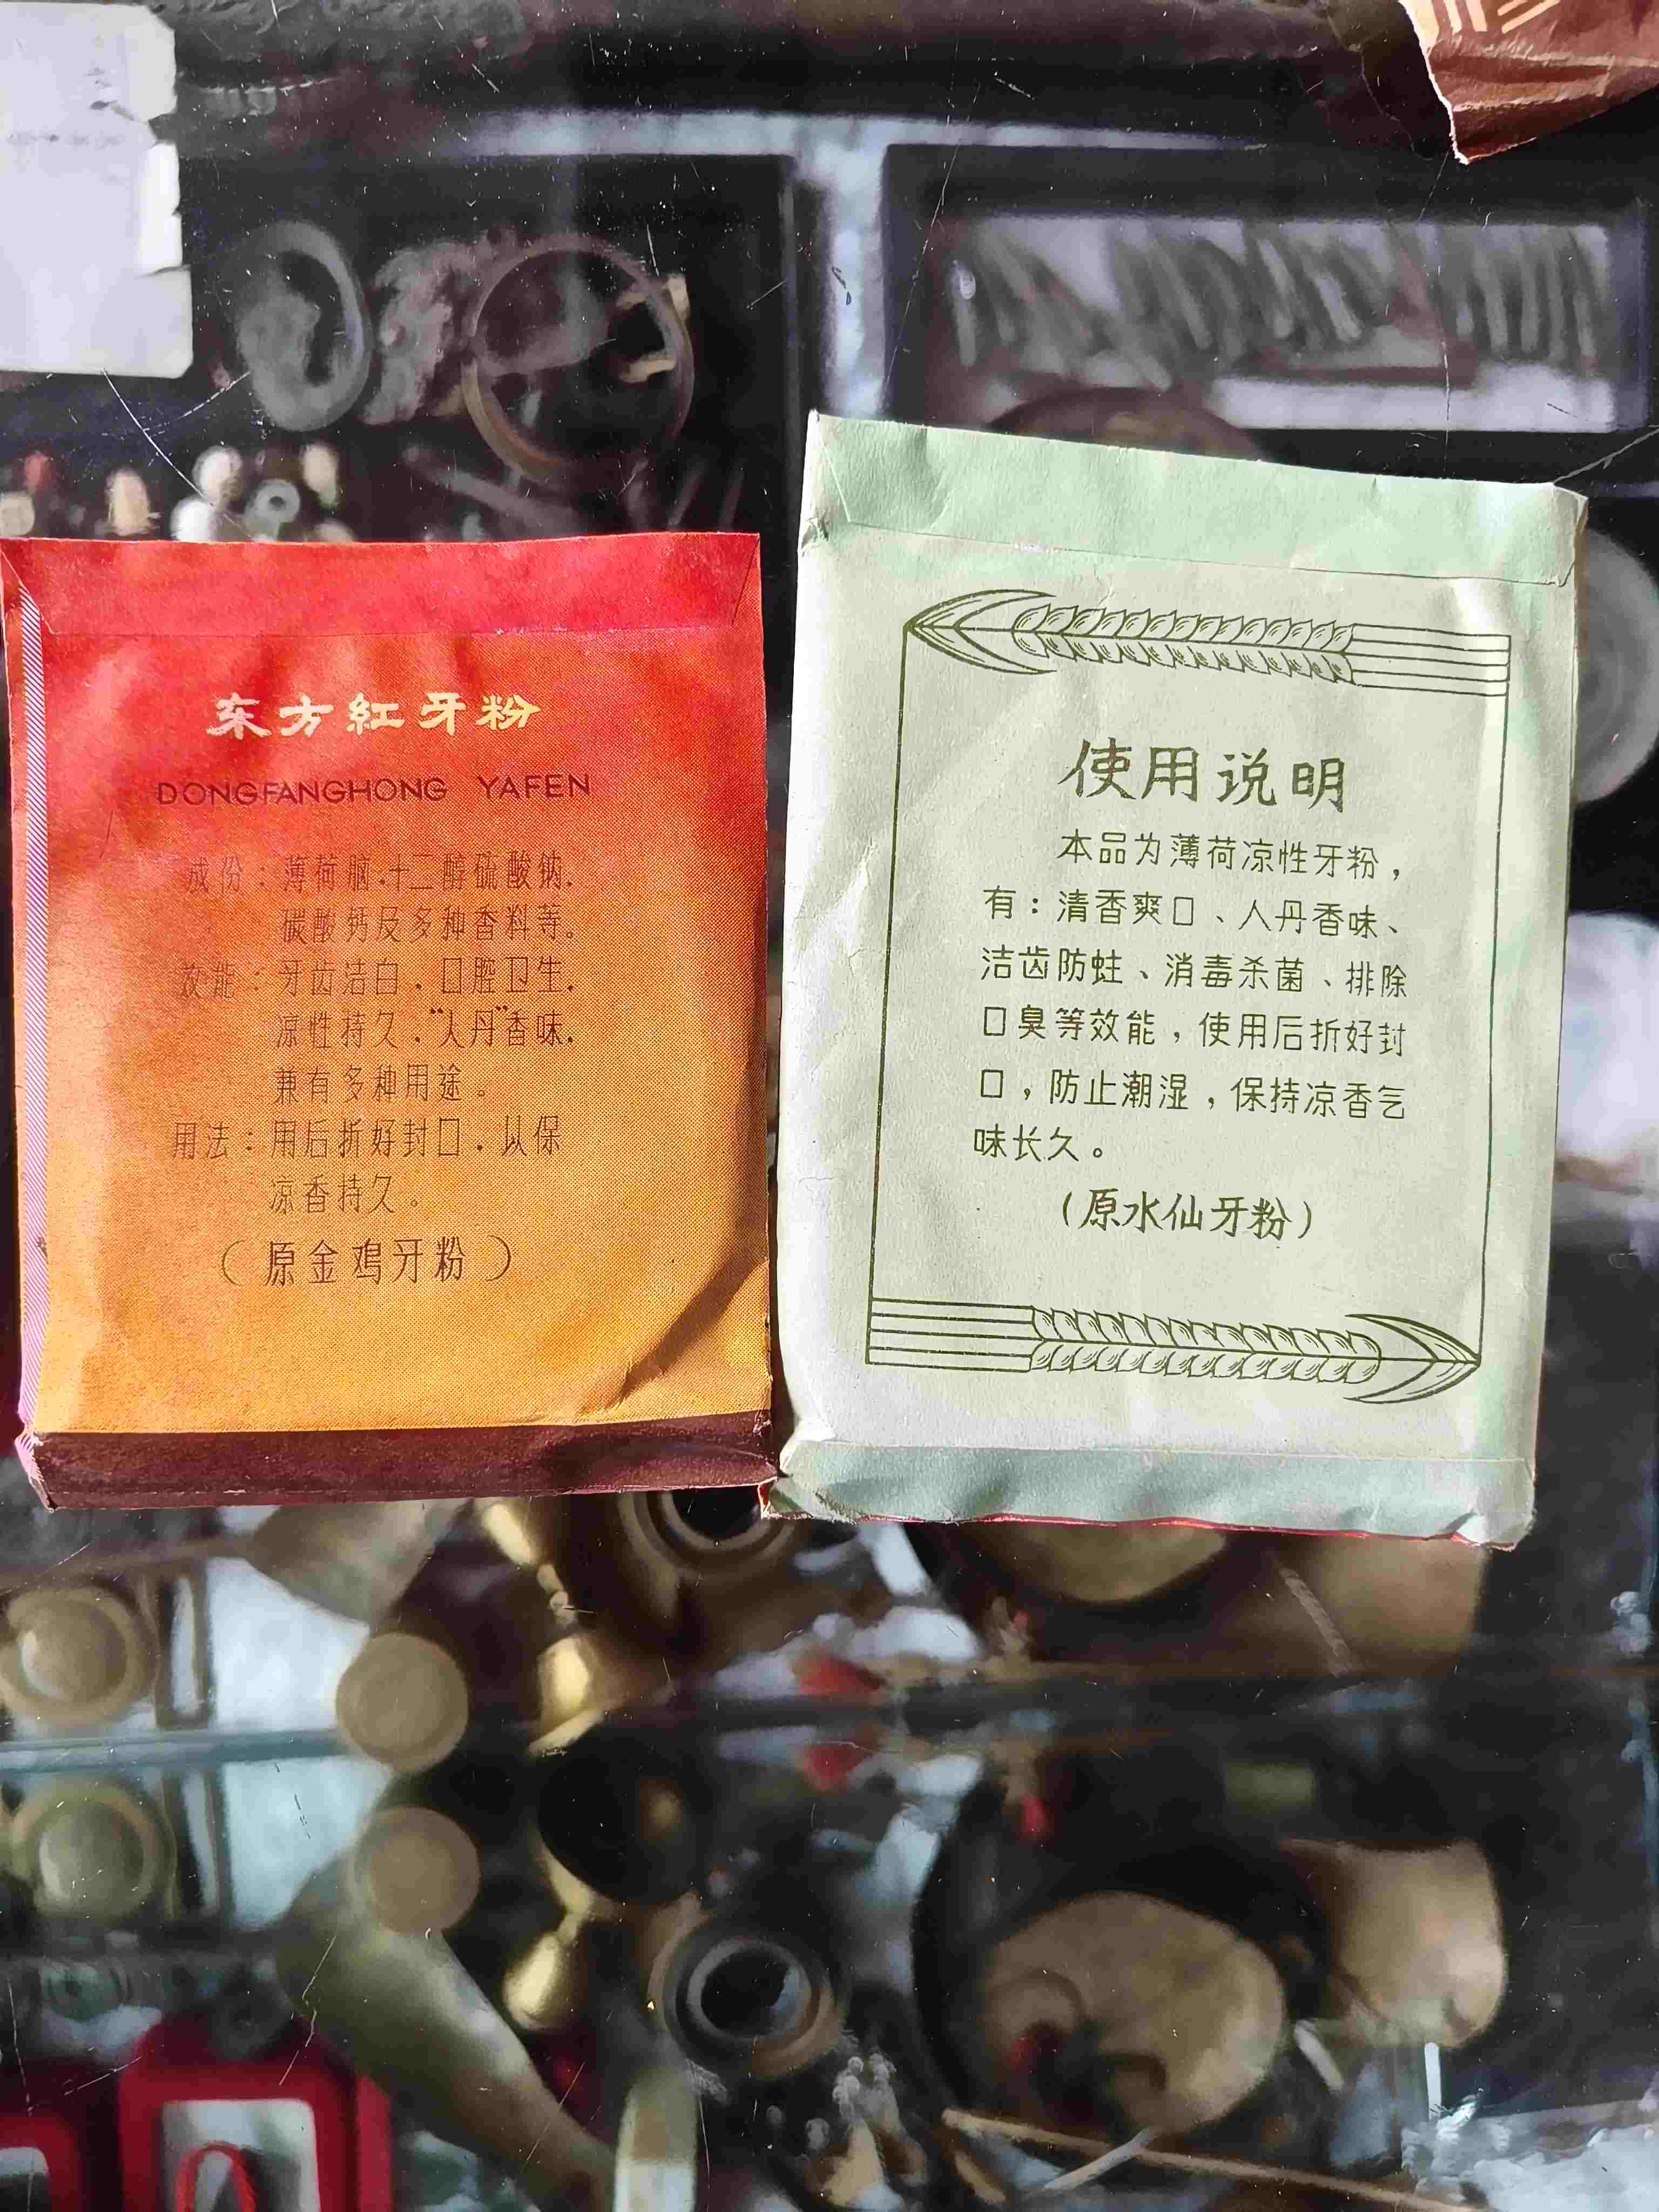 东方紅牙粉
DONGFANGHONG YAFEN
成份：薄荷脑.十二醇硫酸钠.
碳酸钙及多种香料等。
效能：牙齿洁白.口腔卫生.
凉性持久."人丹"香味.
兼有多种用途。
用法：用后折好封口.以保
凉香持久。
（原金鸡牙粉）
使用说明
本品为薄荷凉性牙粉，
有：清香爽口、人丹香味、
洁齿防蛀、消毒杀菌、排除
口臭等效能，使用后折好封
口，防止潮湿，保持凉香气
味长久。
（原水仙牙粉）